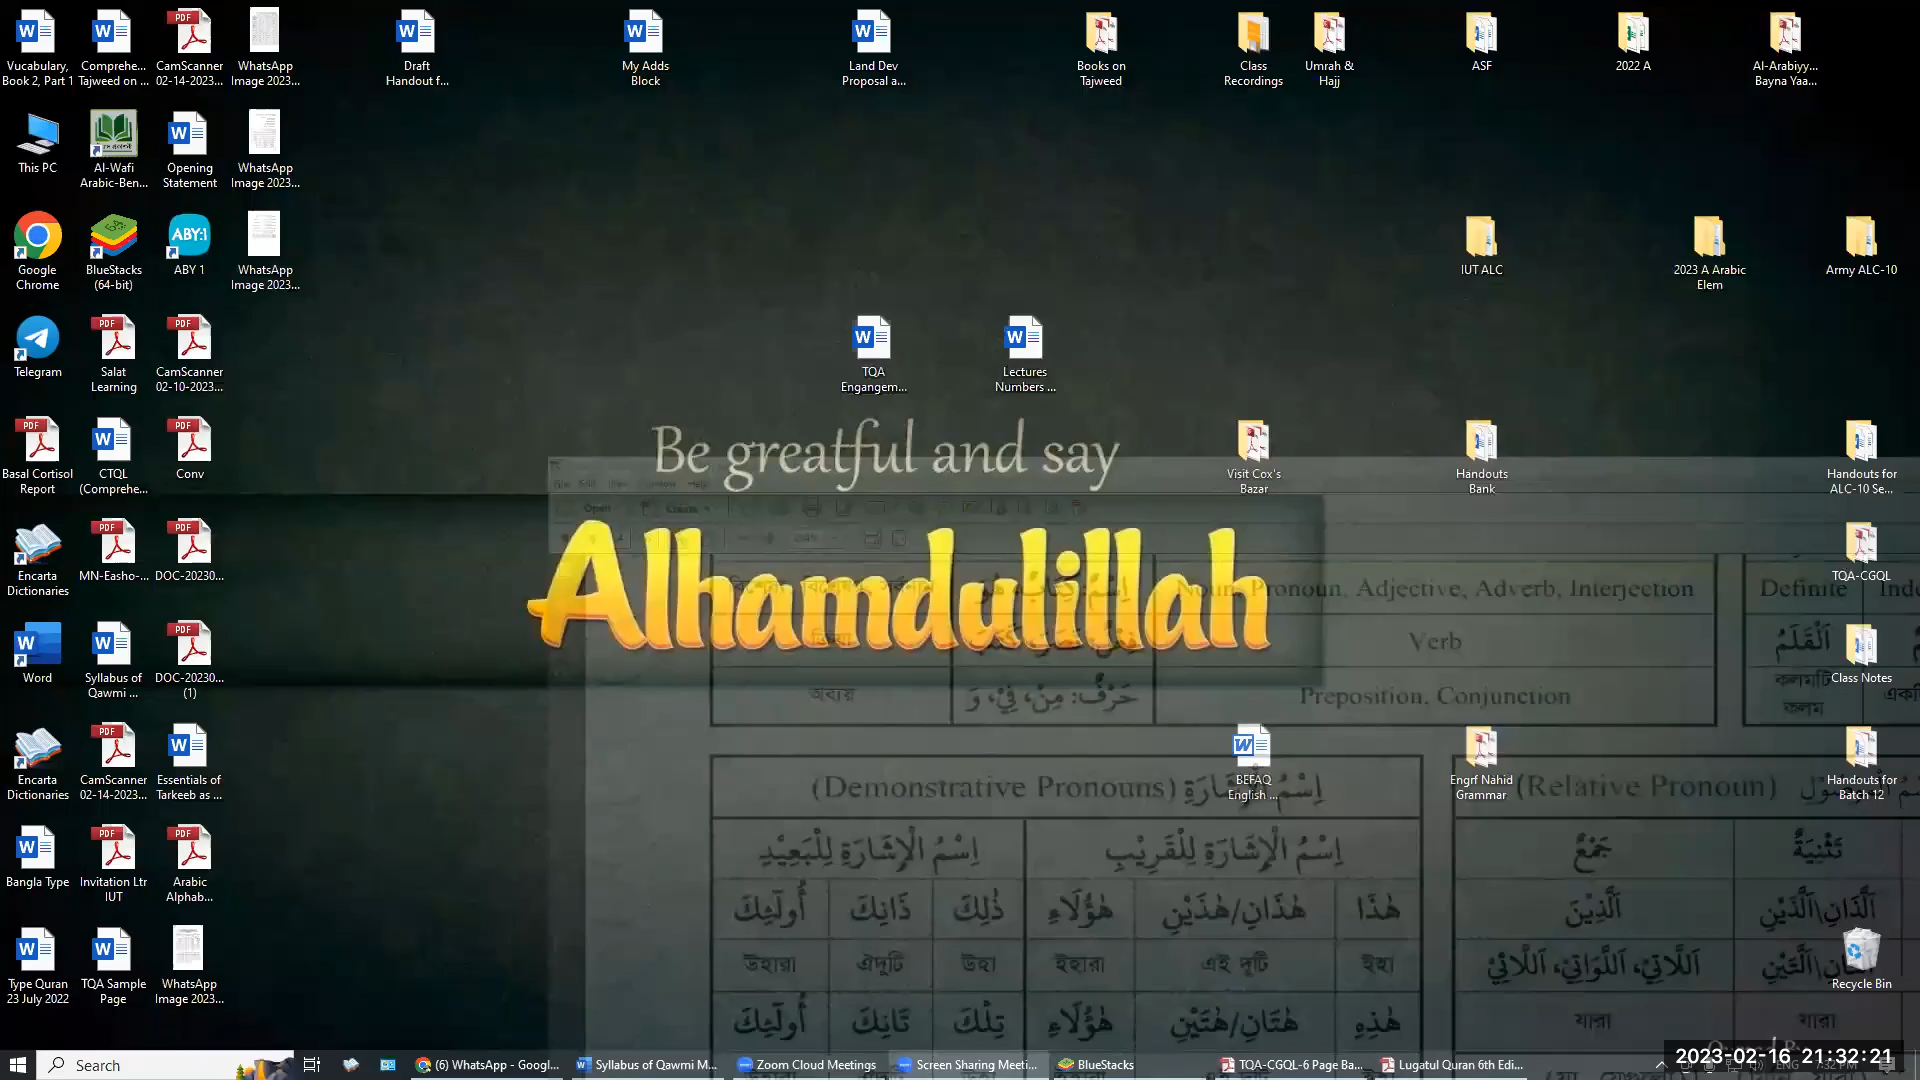 Vucabulary,
Book 2, Part 1
Comprehe...
Tajweed on ...
CamScanner
02-14-2023...
WhatsApp
Image 2023...
Draft
Handout f...
My Adds
Block
Land Dev
Proposal a...
Books on
Tajweed
Class
Recordings
Umrah &
Hajj
ASF
2022 A
Al-Arabiyy...
Bayna Yaa...
This PC
Al-Wafi
Arabic-Ben...
Opening
Statement
WhatsApp
Image 2023...
Google
Chrome
BlueStacks
(64-bit)
ABY:1
ABY 1
WhatsApp
Image 2023...
IUT ALC
2023 A Arabic
Elem
Army ALC-10
Telegram
Salat
Learning
CamScanner
02-10-2023...
TQA
Engangem...
Lectures
Numbers ...
Be greatful and say
Alhamdulillah
Basal Cortisol
Report
CTQL
(Comprehe...
Conv
Visit Cox's
Bazar
Handouts
Bank
Handouts for
ALC-10 Se...
Encarta
Dictionaries
MN-Easho-...
DOC-20230...
TQA-CGQL
Noun, Pronoun, Adjective, Adverb, Interjection
Definite
Verb
اَلْقَلَمُ
Word
Syllabus of
Qawmi ...
DOC-20230...
(1)
Class Notes
অব্যয়
حَرْفٌ: مِنْ، فِيْ، وَ
Preposition, Conjunction
কলমটি
কলম
Encarta
Dictionaries
CamScanner
02-14-2023...
Essentials of
Tarkeeb as ...
BEFAQ
English ...
Engrf Nahid
Grammar
Handouts for
Batch 12
(Demonstrative Pronouns) اِسْمُ الْإِشَارَةِ
(Relative Pronoun)
اِسْمُ الْإِشَارَةِ لِلْبَعِيْدِ
اِسْمُ الْإِشَارَةِ لِلْقَرِيْبِ
جَمْعٌ
تَثْنِيَةٌ
Bangla Type
Invitation Ltr
IUT
Arabic
Alphab...
أُولَئِكَ
ذَانِكَ
ذٰلِكَ
هٰؤُلَاءِ
هٰذَانِ/هٰذَيْنِ
هٰذَا
اَلَّذِيْنَ
اَلَّذَانِ\اَلَّذَيْنِ
উহারা
ঐদুটি
উহা
ইহারা
এই দুটি
ইহা
اَللَّاتِيْ، اَللَّوَاتِيْ، اَللَّائِيْ
Type Quran
23 July 2022
TQA Sample
Page
WhatsApp
Image 2023...
Recycle Bin
أُولَئِكَ
تَانِكَ
تِلْكَ
هٰؤُلَاءِ
هٰتَانِ/هٰتَيْنِ
هٰذِهِ
যারা
যারা
Search
(6) WhatsApp - Googl...
Syllabus of Qawmi M...
Zoom Cloud Meetings
Screen Sharing Meeti...
BlueStacks
TQA-CGQL-6 Page Ba...
Lugatul Quran 6th Edi...
2023-02-16 21:32:21